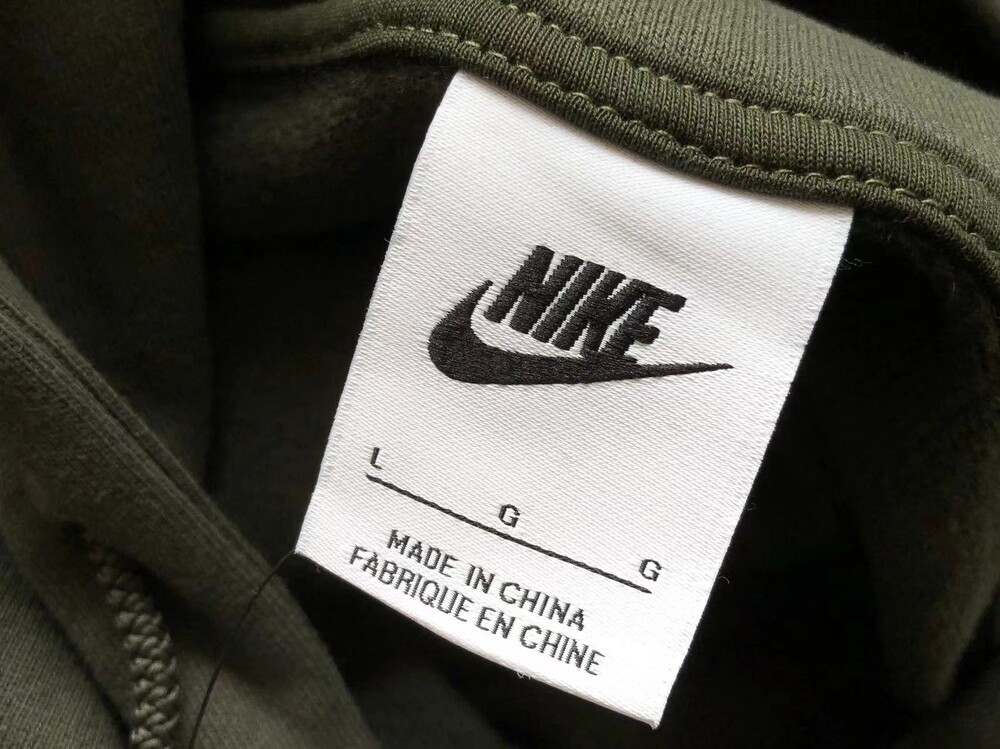 NIKE
L G G
MADE IN CHINA
FABRIQUE EN CHINE